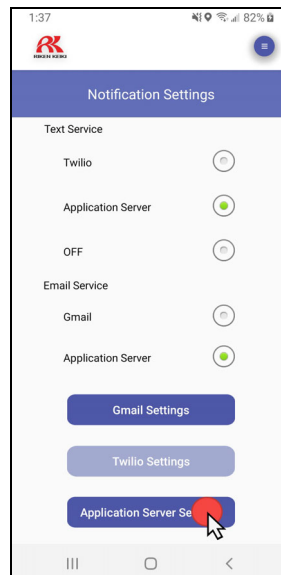 1:37 82%
RIKEN KEIKI
Notification Settings
Text Service
Twilio
Application Server
OFF
Email Service
Gmail
Application Server
Gmail Settings
Twilio Settings
Application Server Se